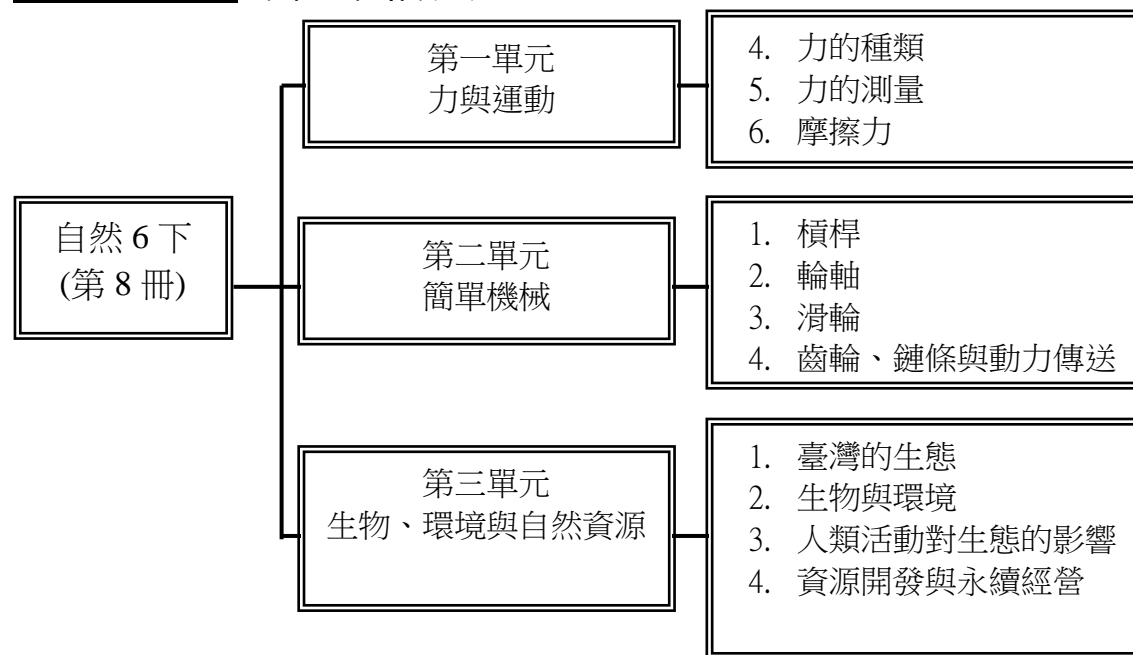 自然 6 下
(第 8 冊)
第一單元
力與運動
4. 力的種類
5. 力的測量
6. 摩擦力
第二單元
簡單機械
1. 槓桿
2. 輪軸
3. 滑輪
4. 齒輪、鏈條與動力傳送
第三單元
生物、環境與自然資源
1. 臺灣的生態
2. 生物與環境
3. 人類活動對生態的影響
4. 資源開發與永續經營